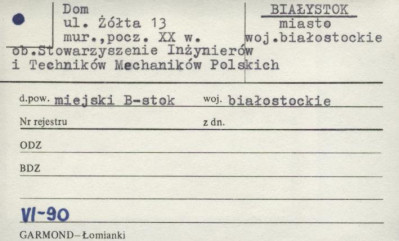 Dom BIAŁYSTOK
ul. Żółta 13 miasto
mur.,pocz. XX w. woj.białostockie
ob.Stowarzyszenie Inżynierów
i Techników Mechaników Polskich
d.pow. miejski B-stok woj. białostockie
Nr rejestru z dn.
ODZ
BDZ
VI-90
GARMOND—Łomianki